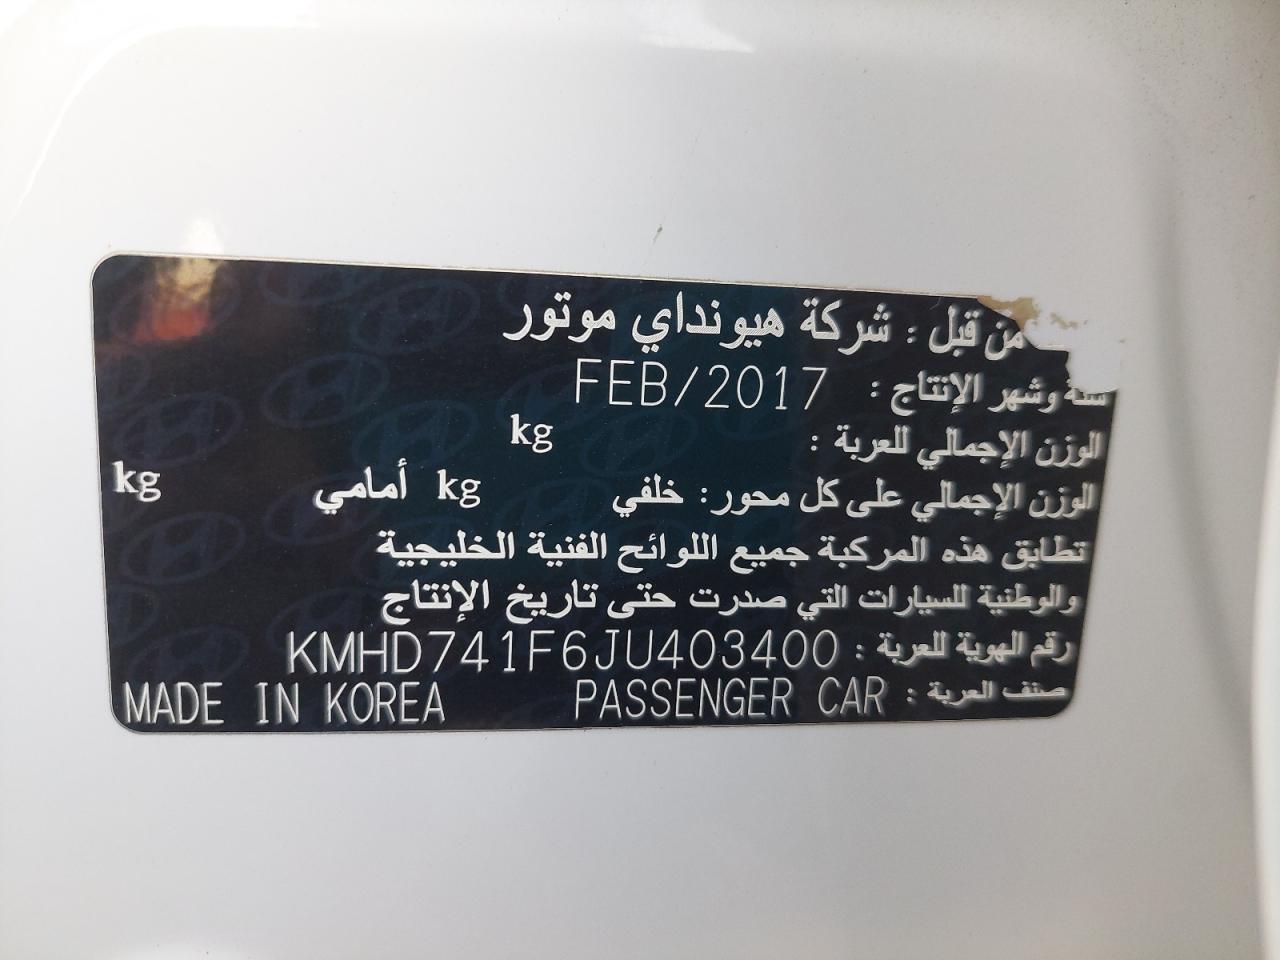 من قبل : شركة هيونداي موتور
سنة وشهر الإنتاج : FEB/2017
الوزن الإجمالي للعربة : kg
الوزن الإجمالي على كل محور: خلفي kg أمامي kg
تطابق هذه المركبة جميع اللوائح الفنية الخليجية
والوطنية للسيارات التي صدرت حتى تاريخ الإنتاج
رقم الهوية للعربة : KMHD741F6JU403400
صنف العربة : PASSENGER CAR MADE IN KOREA